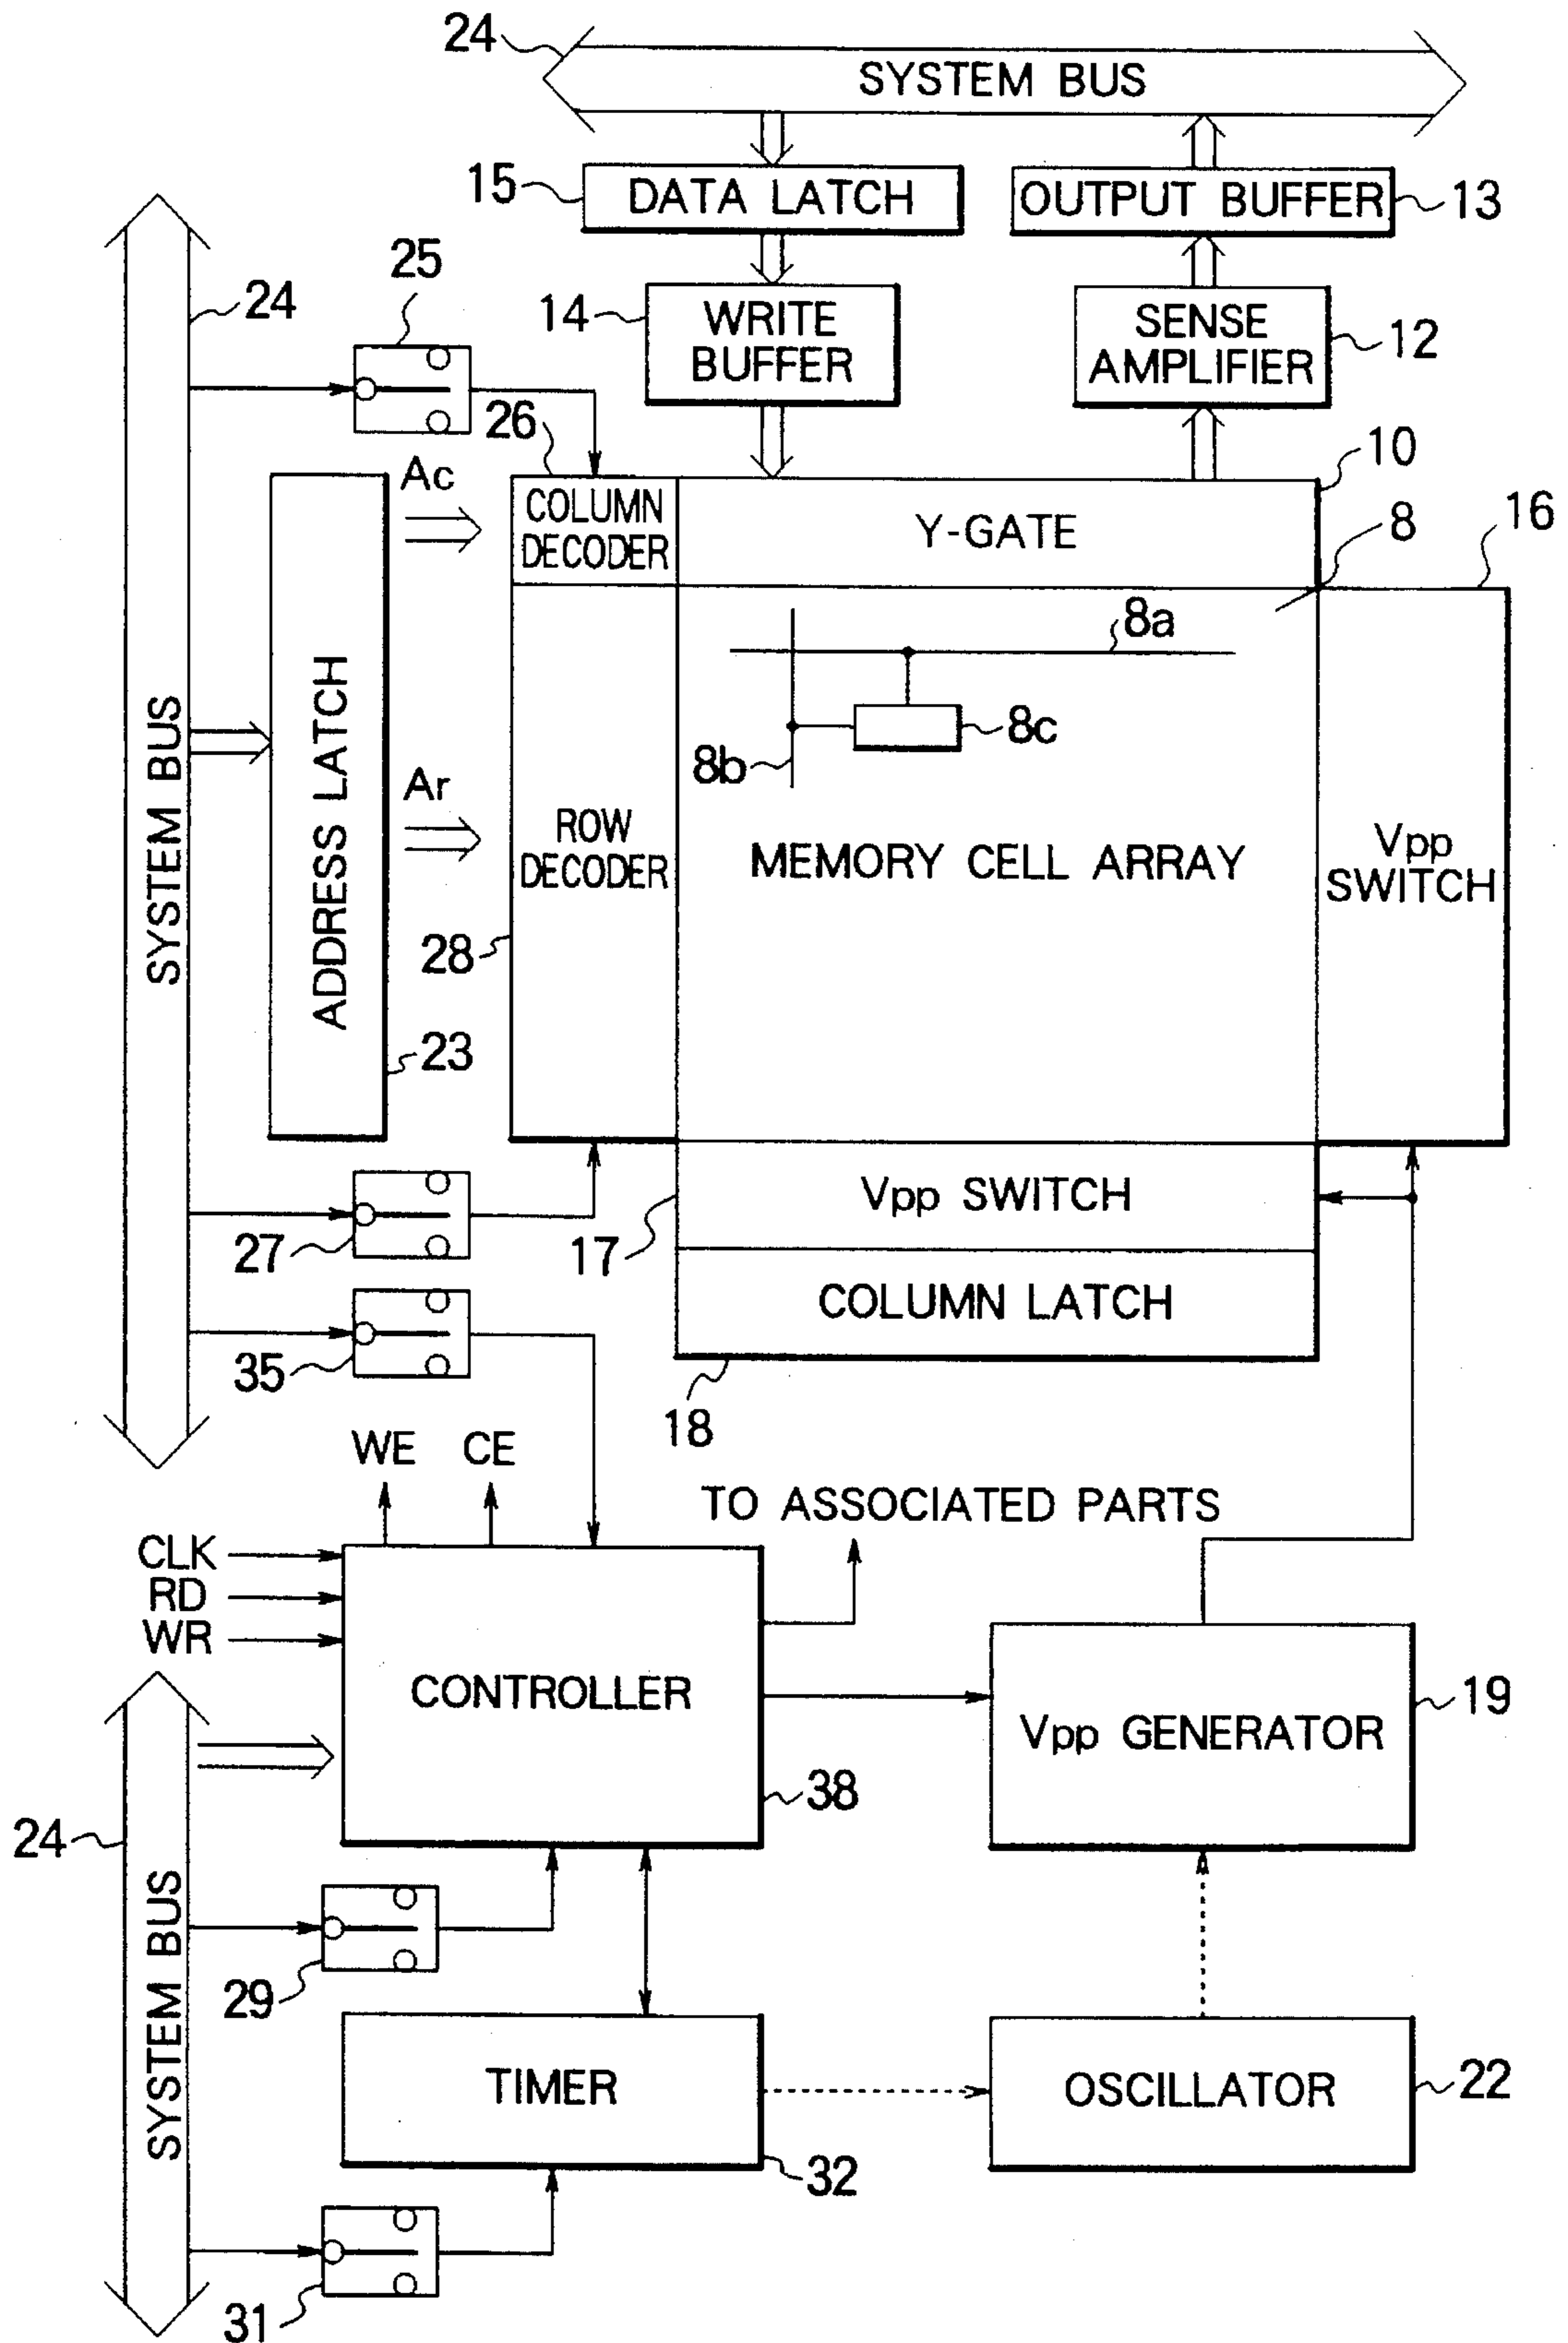 24
SYSTEM BUS
15
DATA LATCH
OUTPUT BUFFER
13
25
24
14
WRITE
BUFFER
SENSE
AMPLIFIER
12
26
10
Ac
COLUMN
DECODER
Y-GATE
8
16
8a
8c
8b
SYSTEM BUS
ADDRESS LATCH
Ar
ROW
DECODER
MEMORY CELL ARRAY
Vpp
SWITCH
28
23
27
17
Vpp SWITCH
35
COLUMN LATCH
18
WE
CE
TO ASSOCIATED PARTS
CLK
RD
WR
CONTROLLER
38
Vpp GENERATOR
19
24
SYSTEM BUS
29
TIMER
32
OSCILLATOR
22
31